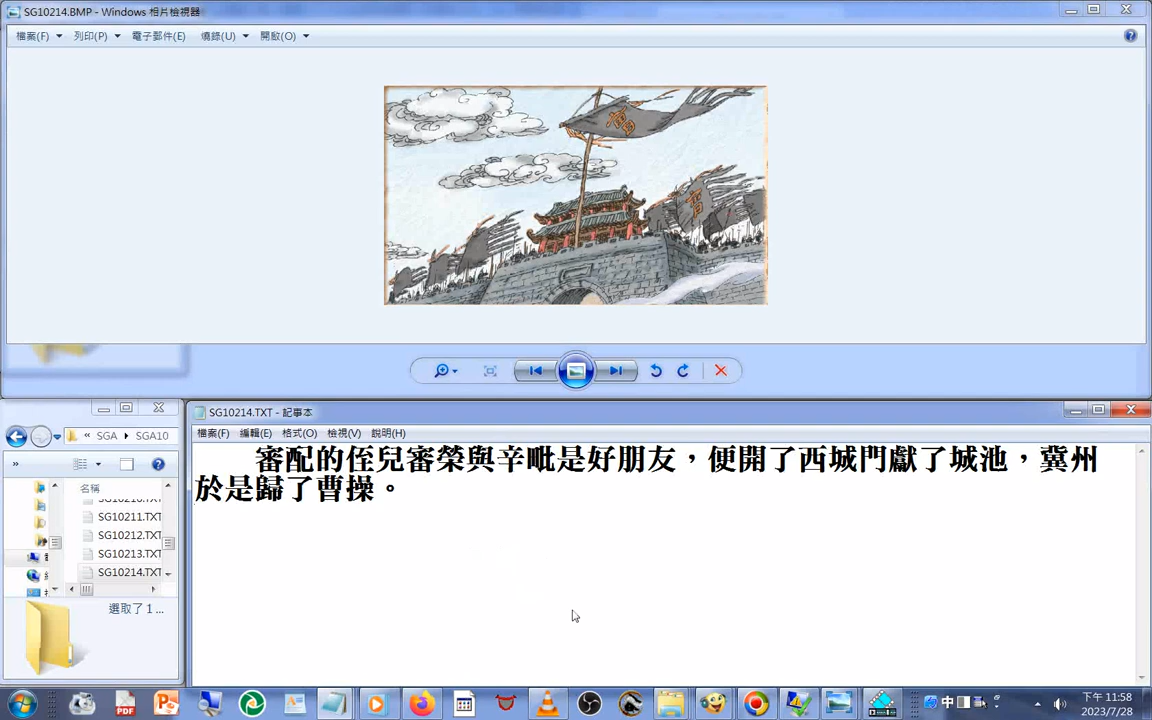 SG10214.BMP - Windows 相片檢視器
檔案(F) 列印(P) 電子郵件(E) 燒錄(U) 開啟(O)
曹
曹
SGA SGA10
SG10214.TXT - 記事本
檔案(F) 編輯(E) 格式(O) 檢視(V) 說明(H)
審配的侄兒審榮與辛毗是好朋友，便開了西城門獻了城池，冀州
於是歸了曹操。
名稱
SG10211.TXT
SG10212.TXT
SG10213.TXT
SG10214.TXT
選取了 1 ...
PDF
中
下午 11:58
2023/7/28